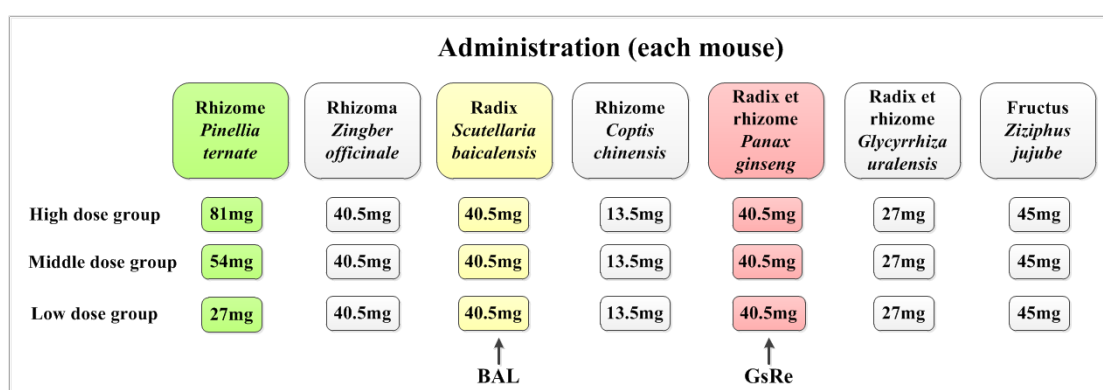 Administration (each mouse)
Rhizome
Pinellia
ternate
Rhizoma
Zingber
officinale
Radix
Scutellaria
baicalensis
Rhizome
Coptis
chinensis
Radix et
rhizome
Panax
ginseng
Radix et
rhizome
Glycyrrhiza
uralensis
Fructus
Ziziphus
jujube
High dose group 81mg 40.5mg 40.5mg 13.5mg 40.5mg 27mg 45mg
Middle dose group 54mg 40.5mg 40.5mg 13.5mg 40.5mg 27mg 45mg
Low dose group 27mg 40.5mg 40.5mg 13.5mg 40.5mg 27mg 45mg
BAL GsRe